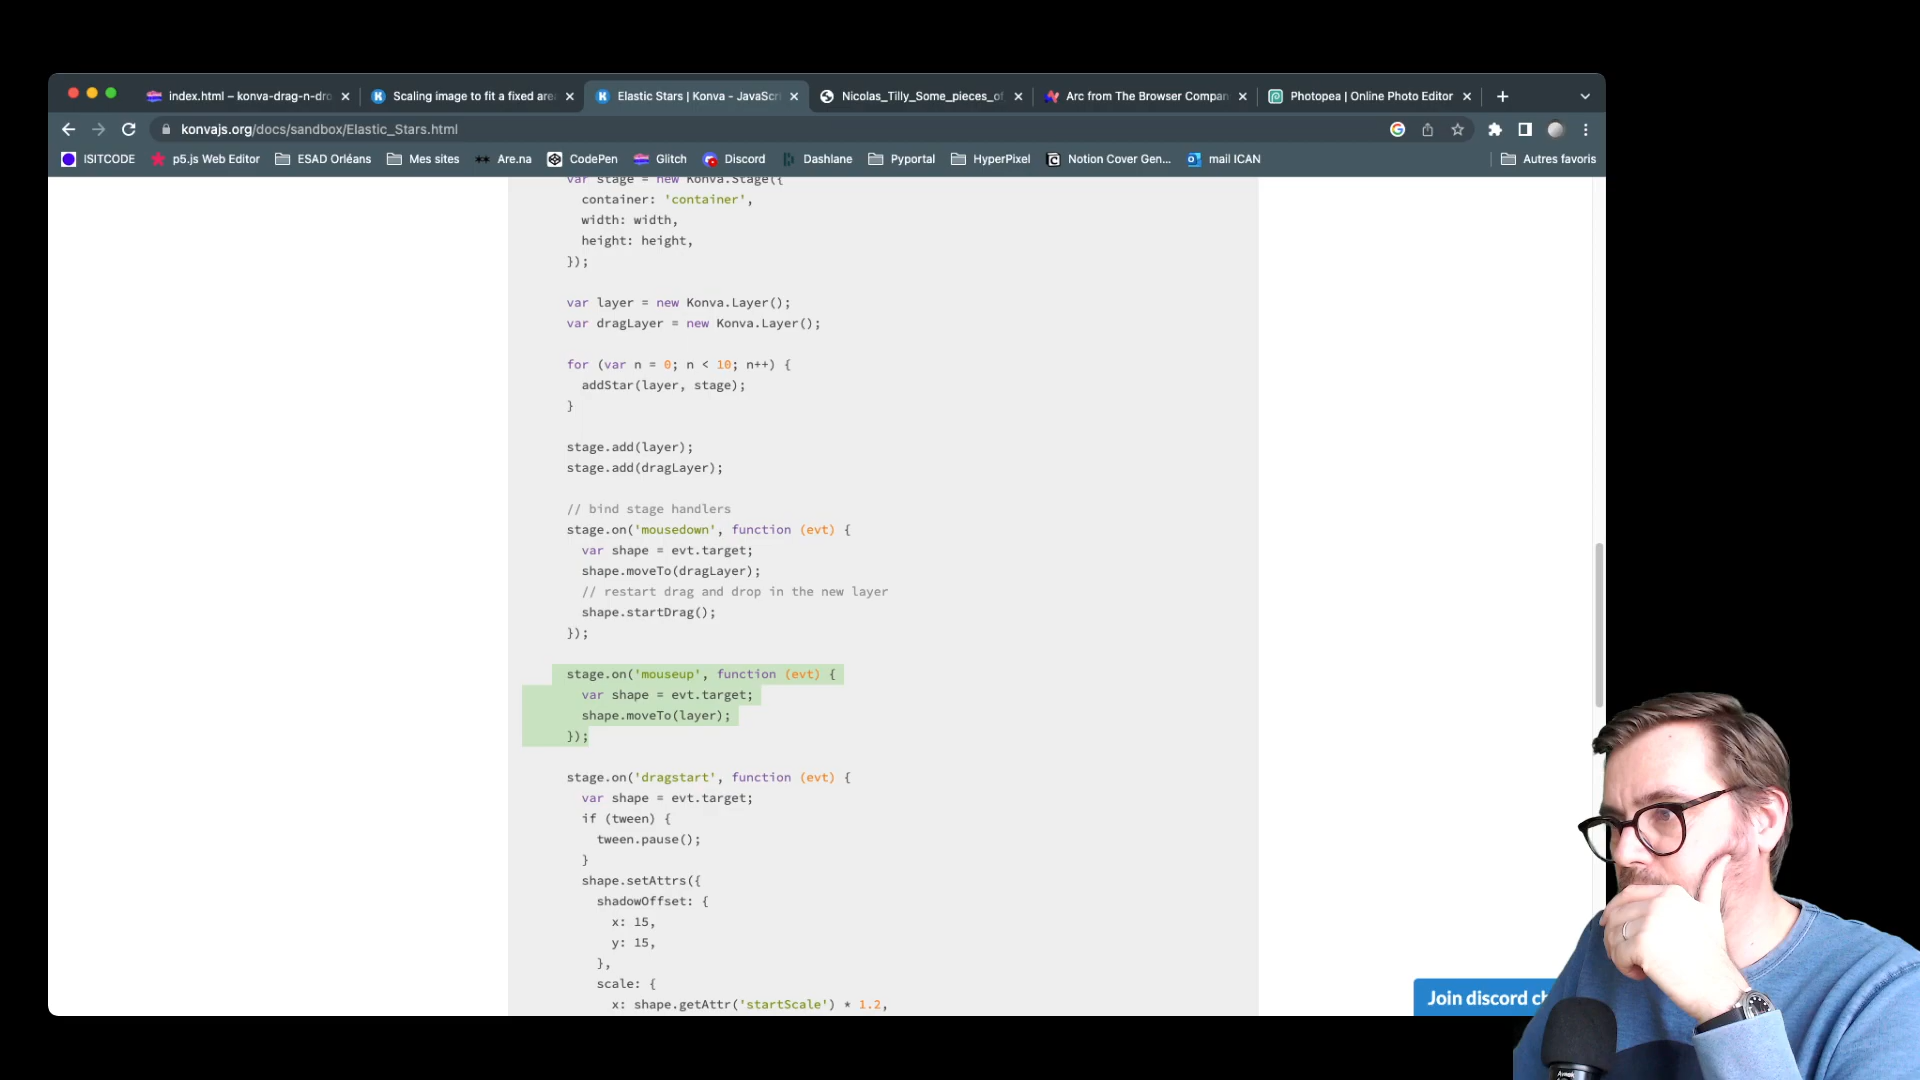 index.html – konva-drag-n-dro
Scaling image to fit a fixed area
Elastic Stars | Konva - JavaScri
Nicolas_Tilly_Some_pieces_of
Arc from The Browser Compan
Photopea | Online Photo Editor
konvajs.org/docs/sandbox/Elastic_Stars.html
ISITCODE
p5.js Web Editor
ESAD Orléans
Mes sites
Are.na
CodePen
Glitch
Discord
Dashlane
Pyportal
HyperPixel
Notion Cover Gen...
mail ICAN
Autres favoris
var stage = new Konva.Stage({
container: 'container',
width: width,
height: height,
});
var layer = new Konva.Layer();
var dragLayer = new Konva.Layer();
for (var n = 0; n < 10; n++) {
addStar(layer, stage);
}
stage.add(layer);
stage.add(dragLayer);
// bind stage handlers
stage.on('mousedown', function (evt) {
var shape = evt.target;
shape.moveTo(dragLayer);
// restart drag and drop in the new layer
shape.startDrag();
});
stage.on('mouseup', function (evt) {
var shape = evt.target;
shape.moveTo(layer);
});
stage.on('dragstart', function (evt) {
var shape = evt.target;
if (tween) {
tween.pause();
}
shape.setAttrs({
shadowOffset: {
x: 15,
y: 15,
},
scale: {
x: shape.getAttr('startScale') * 1.2,
Join discord ch